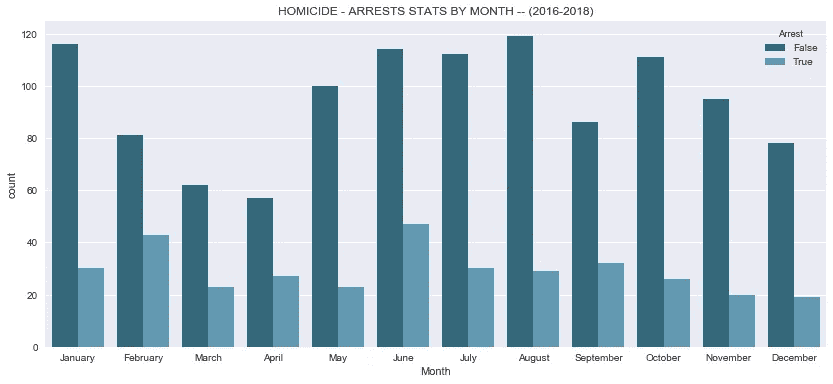 HOMICIDE - ARRESTS STATS BY MONTH -- (2016-2018)
Arrest
False
True
120
100
80
60
40
20
0
count
January February March April May June July August September October November December
Month